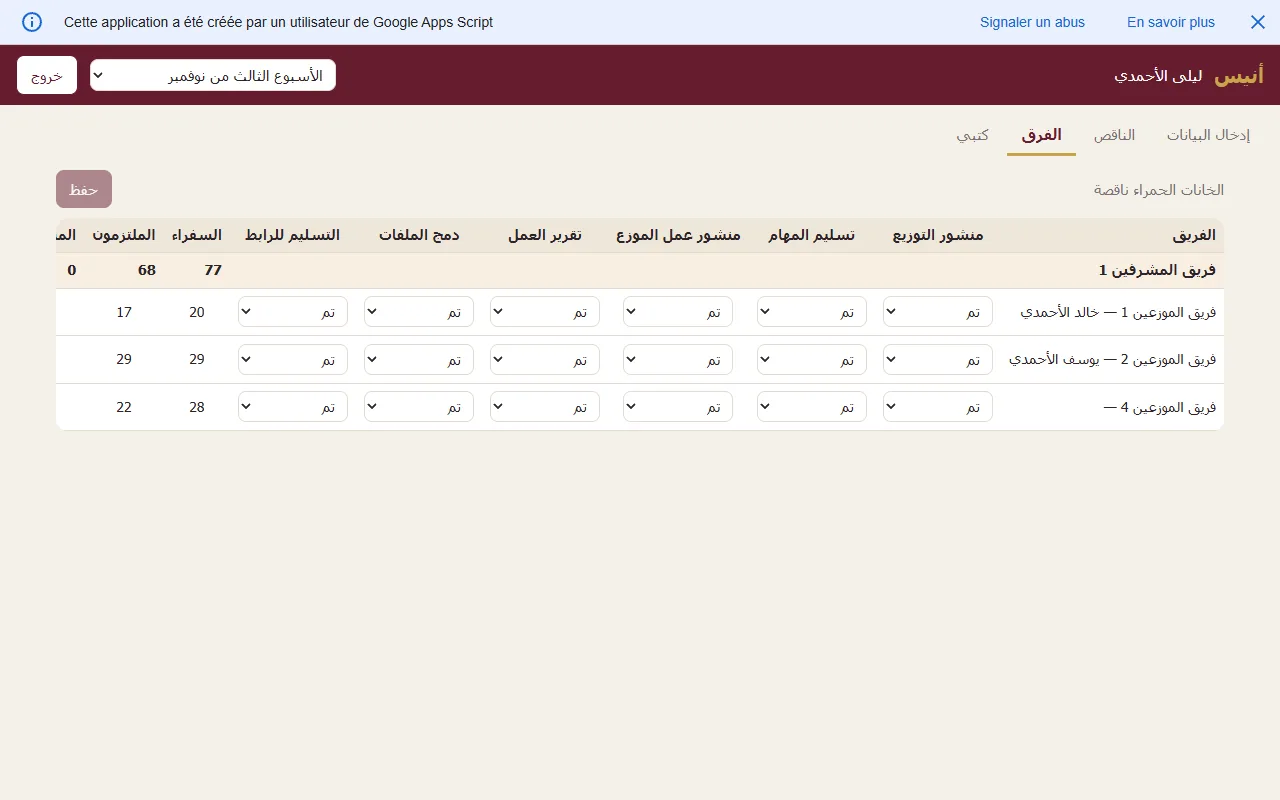 Cette application a été créée par un utilisateur de Google Apps Script Signaler un abus En savoir plus
أنيس ليلى الأحمدي الأسبوع الثالث من نوفمبر خروج
إدخال البيانات الناقص الفرق كتبي
الخانات الحمراء ناقصة حفظ
الفريق منشور التوزيع تسليم المهام منشور عمل الموزع تقرير العمل دمج الملفات التسليم للرابط السفراء الملتزمون
فريق المشرفين 1 77 68 0
فريق الموزعين 1 — خالد الأحمدي تم تم تم تم تم تم 20 17
فريق الموزعين 2 — يوسف الأحمدي تم تم تم تم تم تم 29 29
فريق الموزعين 4 — تم تم تم تم تم تم 28 22